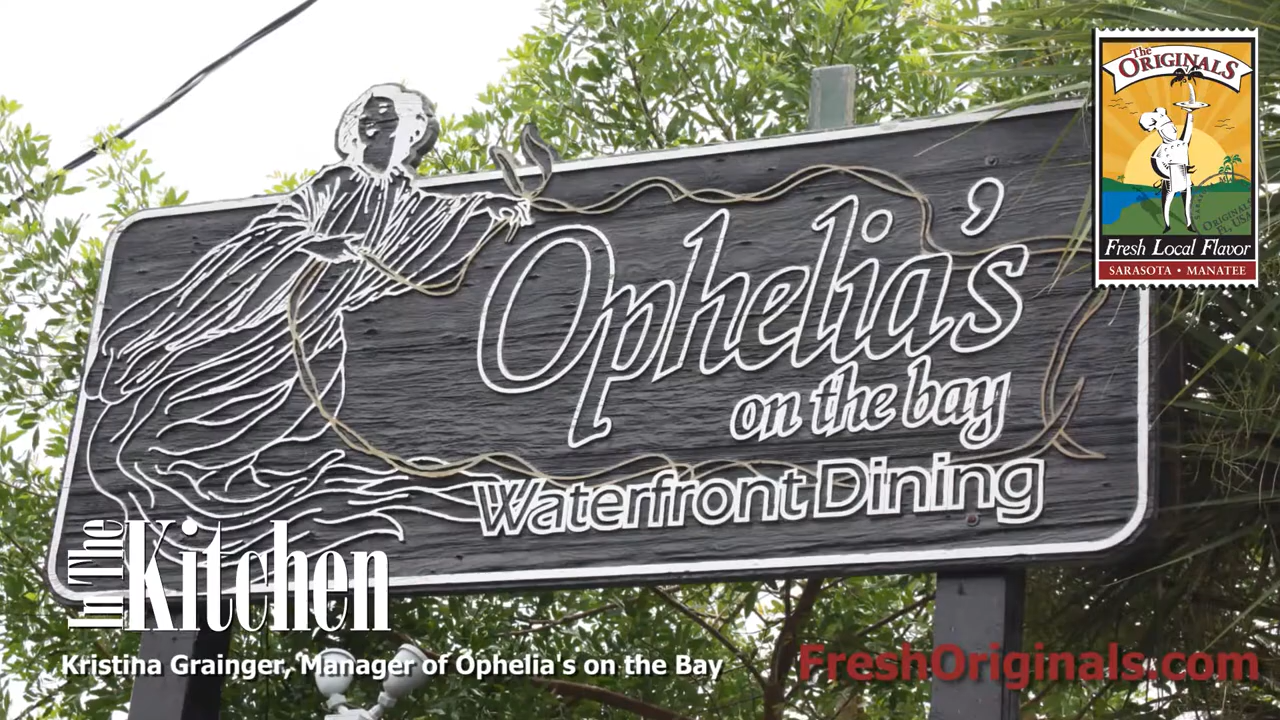 The
ORIGINALS
Fresh Local Flavor
SARASOTA • MANATEE
Ophelia's
on the bay
Waterfront Dining
In The
Kitchen
Kristina Grainger, Manager of Ophelia's on the Bay
FreshOriginals.com